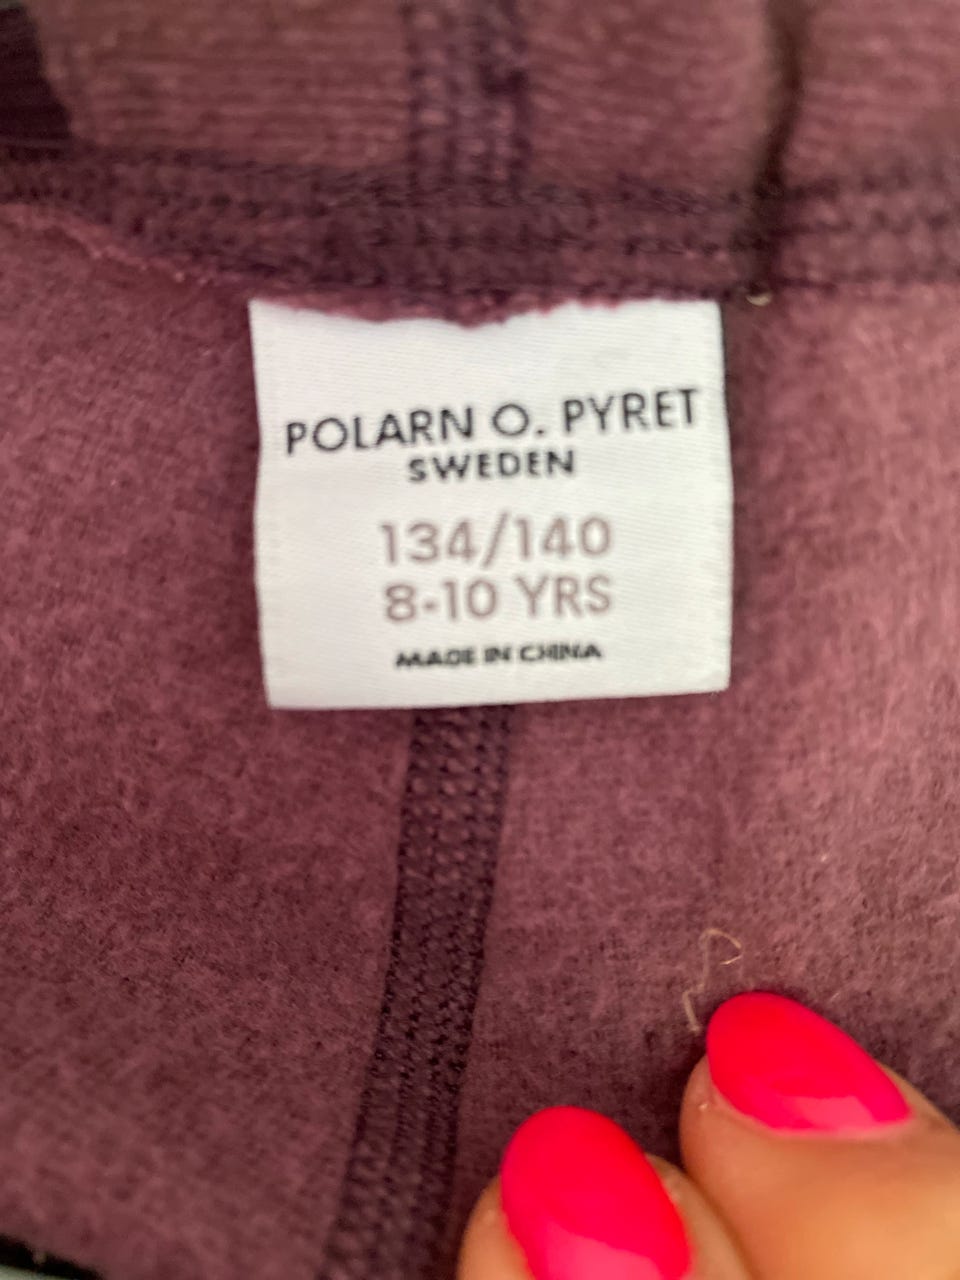 POLARN O. PYRET
SWEDEN
134/140
8-10 YRS
MADE IN CHINA